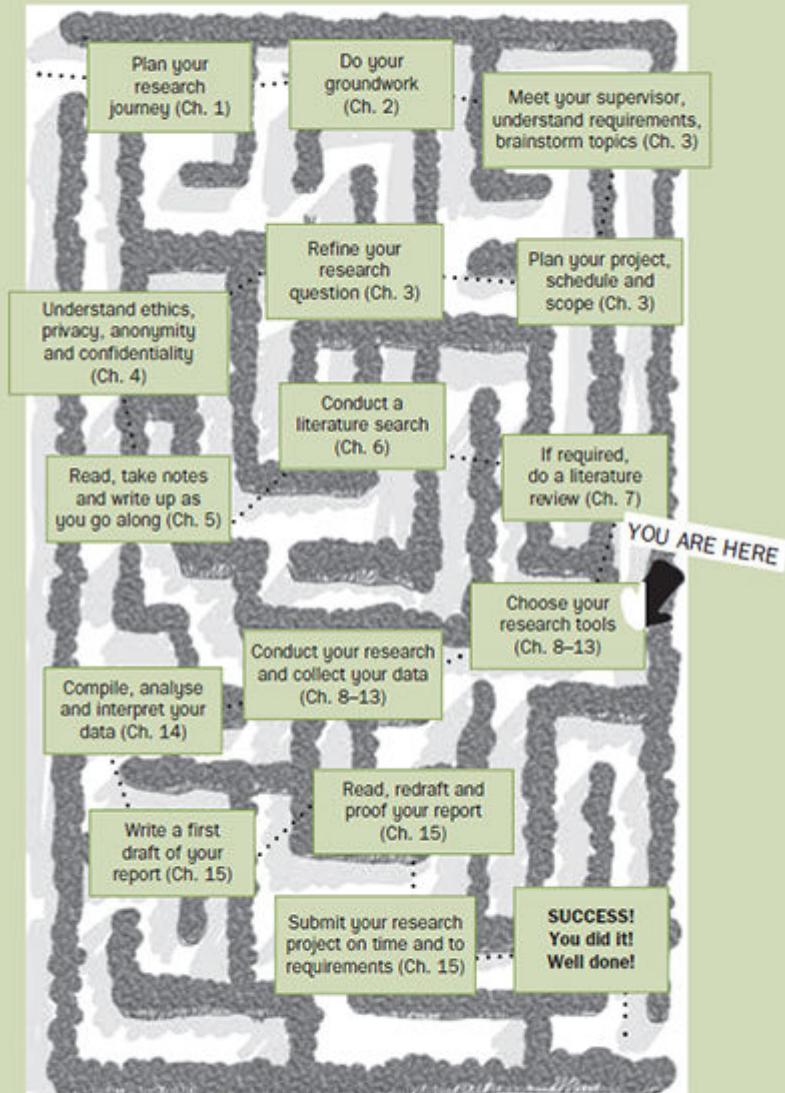 Plan your
research
journey (Ch. 1)
Do your
groundwork
(Ch. 2)
Meet your supervisor,
understand requirements,
brainstorm topics (Ch. 3)
Plan your project,
schedule and
scope (Ch. 3)
Refine your
research
question (Ch. 3)
Understand ethics,
privacy, anonymity
and confidentiality
(Ch. 4)
Read, take notes
and write up as
you go along (Ch. 5)
Conduct a
literature search
(Ch. 6)
If required,
do a literature
review (Ch. 7)
YOU ARE HERE
Choose your
research tools
(Ch. 8–13)
Conduct your research
and collect your data
(Ch. 8–13)
Compile, analyse
and interpret your
data (Ch. 14)
Write a first
draft of your
report (Ch. 15)
Read, redraft and
proof your report
(Ch. 15)
Submit your research
project on time and to
requirements (Ch. 15)
SUCCESS!
You did it!
Well done!